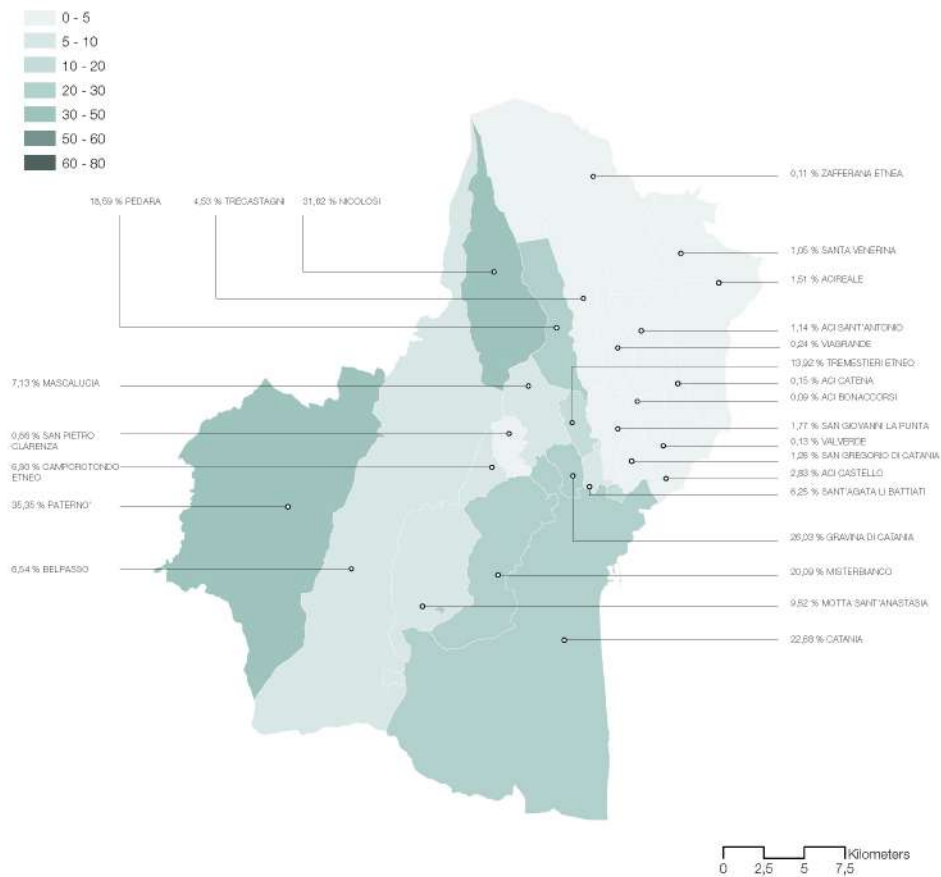 0 - 5
5 - 10
10 - 20
20 - 30
30 - 50
50 - 60
60 - 80
18,59 % PEDARA
4,53 % TRECASTAGNI
31,82 % NICOLOSI
0,11 % ZAFFERANA ETNEA
1,05 % SANTA VENERINA
1,51 % ACIREALE
1,14 % ACI SANT'ANTONIO
0,24 % VIAGRANDE
13,92 % TREMESTIERI ETNEO
0,15 % ACI CATENA
0,09 % ACI BONACCORSI
1,77 % SAN GIOVANNI LA PUNTA
0,13 % VALVERDE
1,26 % SAN GREGORIO DI CATANIA
2,83 % ACI CASTELLO
6,25 % SANT'AGATA LI BATTIATI
26,03 % GRAVINA DI CATANIA
20,09 % MISTERBIANCO
9,52 % MOTTA SANT'ANASTASIA
22,68 % CATANIA
7,13 % MASCALUCIA
0,66 % SAN PIETRO
CLARENZA
6,90 % CAMPOROTONDO
ETNEO
35,35 % PATERNO'
6,54 % BELPASSO
Kilometers
0 2,5 5 7,5